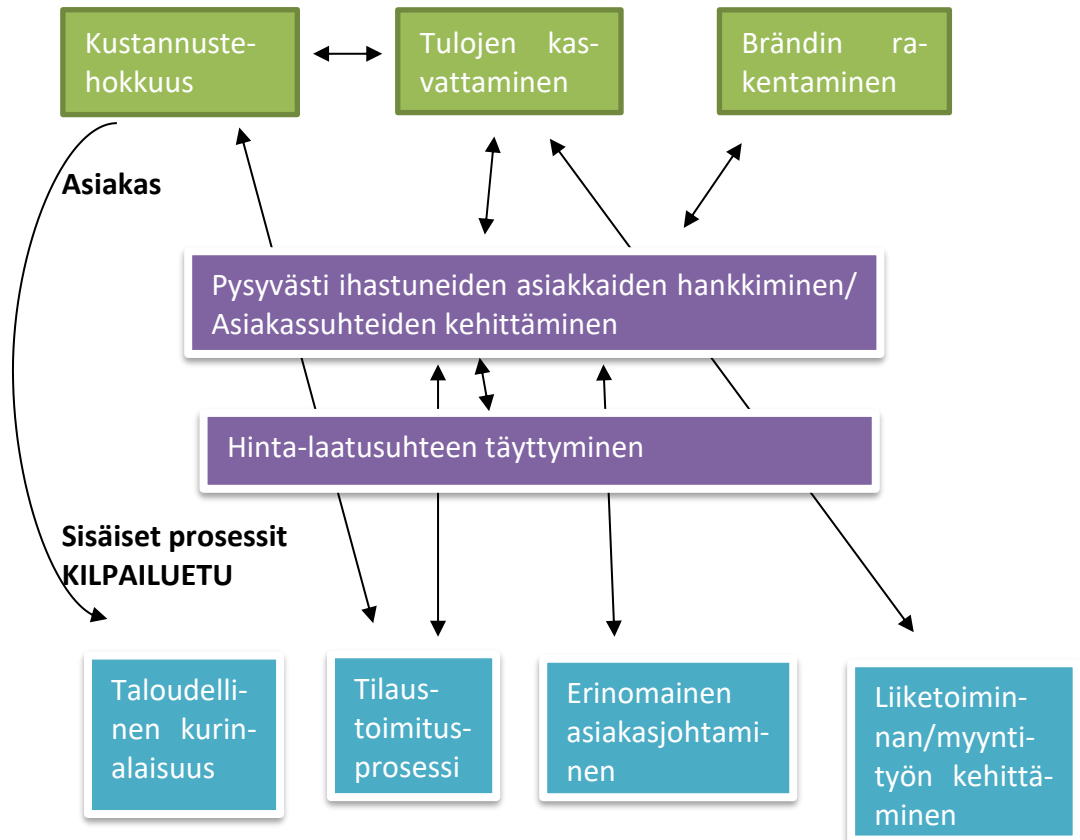 Kustannuste-
hokkuus
Tulojen kas-
vattaminen
Brändin ra-
kentaminen
Asiakas
Pysyvästi ihastuneiden asiakkaiden hankkiminen/
Asiakassuhteiden kehittäminen
Hinta-laatusuhteen täyttyminen
Sisäiset prosessit
KILPAILUETU
Taloudelli-
nen kurin-
alaisuus
Tilaus-
toimitus-
prosessi
Erinomainen
asiakasjohtami-
nen
Liiketoimin-
nan/myynti-
työn kehittä-
minen